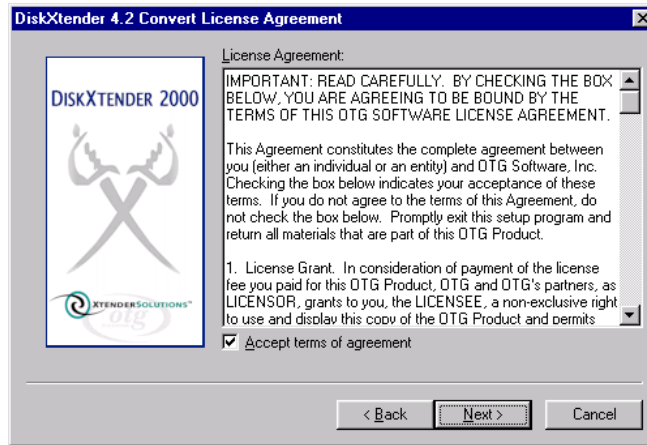 DiskXtender 4.2 Convert License Agreement
License Agreement:
DISKXTENDER 2000
IMPORTANT: READ CAREFULLY. BY CHECKING THE BOX
BELOW, YOU ARE AGREEING TO BE BOUND BY THE
TERMS OF THIS OTG SOFTWARE LICENSE AGREEMENT.
This Agreement constitutes the complete agreement between
you (either an individual or an entity) and OTG Software, Inc.
Checking the box below indicates your acceptance of these
terms. If you do not agree to the terms of this Agreement, do
not check the box below. Promptly exit this setup program and
return all materials that are part of this OTG Product.
1. License Grant. In consideration of payment of the license
fee you paid for this OTG Product, OTG and OTG's partners, as
LICENSOR, grants to you, the LICENSEE, a non-exclusive right
to use and display this copy of the OTG Product and permits
XTENDERSOLUTIONS™
otg
Accept terms of agreement
< Back
Next >
Cancel